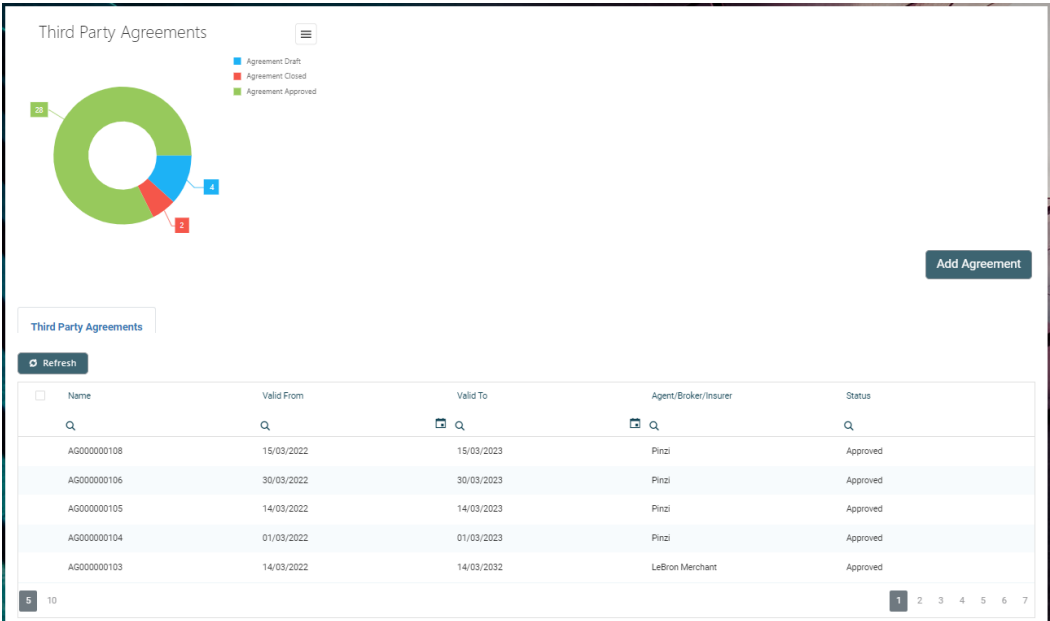 Third Party Agreements
Agreement Draft
Agreement Closed
Agreement Approved
28
4
2
Add Agreement
Third Party Agreements
Refresh
Name Valid From Valid To Agent/Broker/Insurer Status
AG000000108 15/03/2022 15/03/2023 Pinzi Approved
AG000000106 30/03/2022 30/03/2023 Pinzi Approved
AG000000105 14/03/2022 14/03/2023 Pinzi Approved
AG000000104 01/03/2022 01/03/2023 Pinzi Approved
AG000000103 14/03/2022 14/03/2032 LeBron Merchant Approved
5 10 1 2 3 4 5 6 7